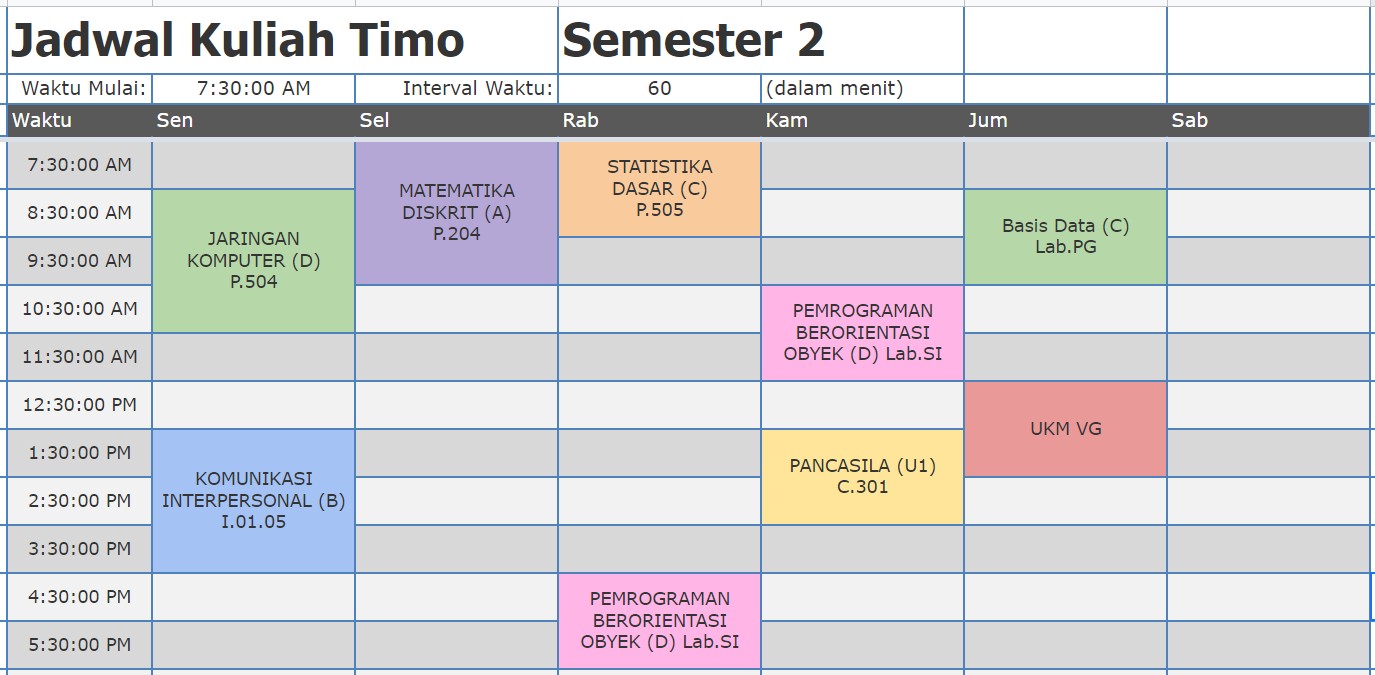 Jadwal Kuliah Timo Semester 2
Waktu Mulai: 7:30:00 AM Interval Waktu: 60 (dalam menit)
Waktu Sen Sel Rab Kam Jum Sab
7:30:00 AM
8:30:00 AM
9:30:00 AM
10:30:00 AM
11:30:00 AM
12:30:00 PM
1:30:00 PM
2:30:00 PM
3:30:00 PM
4:30:00 PM
5:30:00 PM
JARINGAN
KOMPUTER (D)
P.504
KOMUNIKASI
INTERPERSONAL (B)
I.01.05
MATEMATIKA
DISKRIT (A)
P.204
STATISTIKA
DASAR (C)
P.505
PEMROGRAMAN
BERORIENTASI
OBYEK (D) Lab.SI
PEMROGRAMAN
BERORIENTASI
OBYEK (D) Lab.SI
PANCASILA (U1)
C.301
Basis Data (C)
Lab.PG
UKM VG